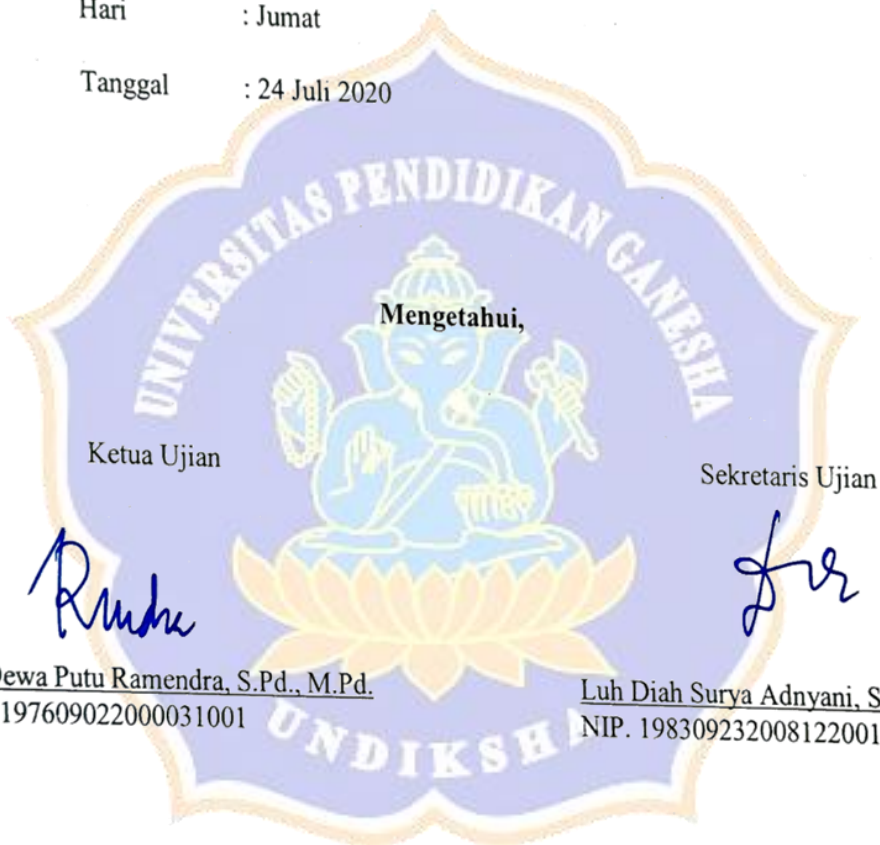 Hari : Jumat
Tanggal : 24 Juli 2020
UNIVERSITAS PENDIDIKAN GANESHA
Mengetahui,
Ketua Ujian
Sekretaris Ujian
Dewa Putu Ramendra, S.Pd., M.Pd.
197609022000031001
Luh Diah Surya Adnyani, S
NIP. 198309232008122001
UNDIKSHA